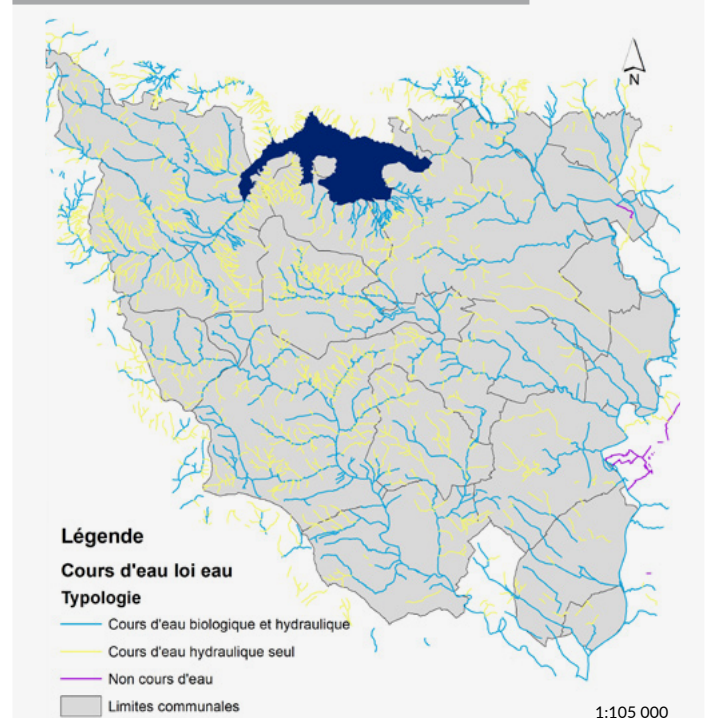 N
Légende
Cours d'eau loi eau
Typologie
Cours d'eau biologique et hydraulique
Cours d'eau hydraulique seul
Non cours d'eau
Limites communales
1:105 000